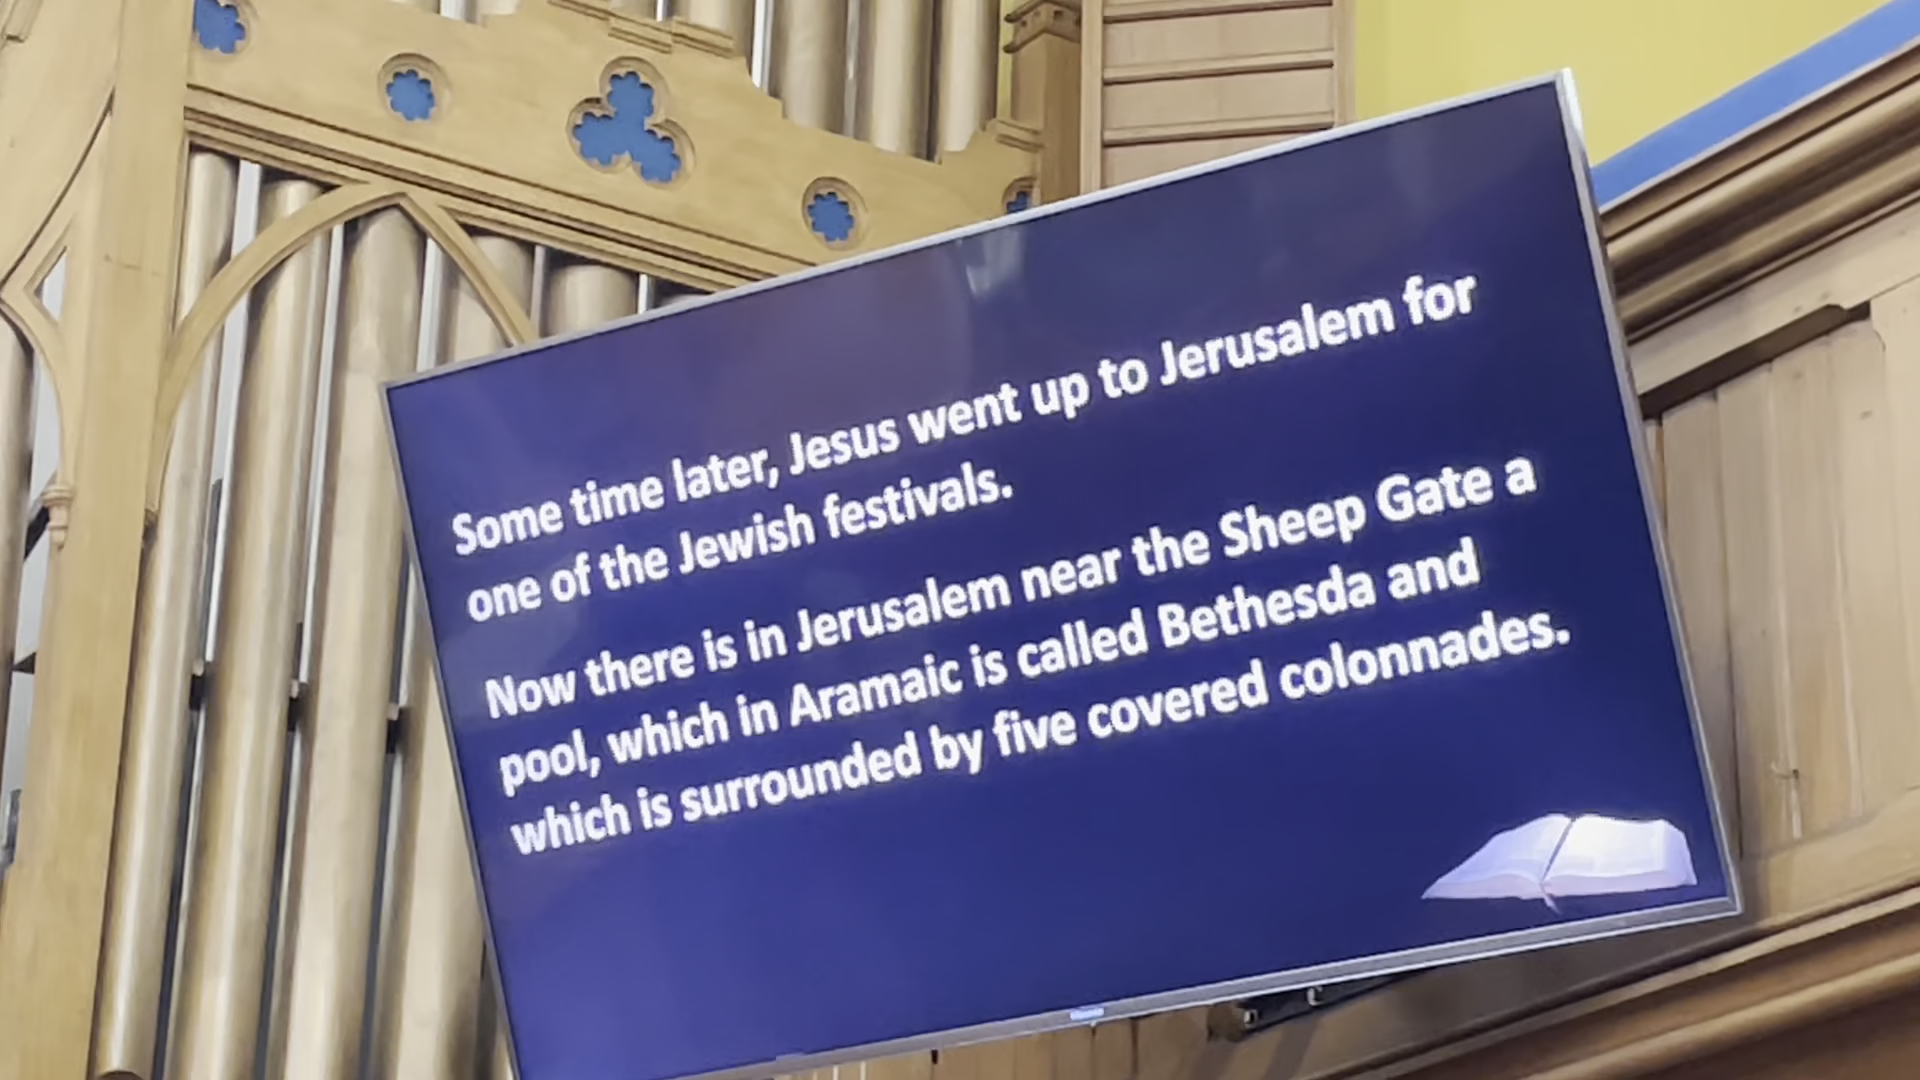 Some time later, Jesus went up to Jerusalem for
one of the Jewish festivals.
Now there is in Jerusalem near the Sheep Gate a
pool, which in Aramaic is called Bethesda and
which is surrounded by five covered colonnades.